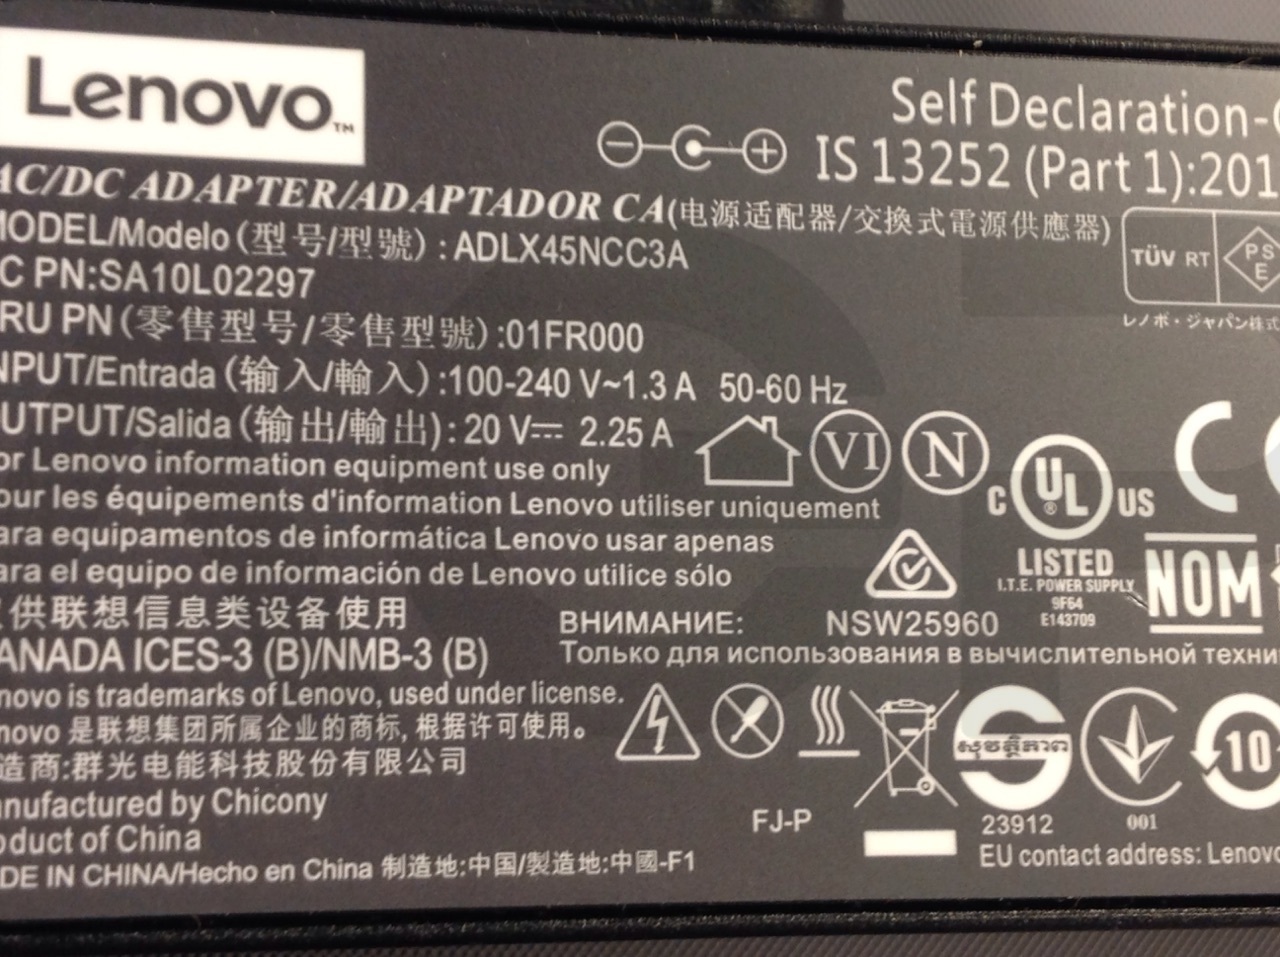 Lenovo™
Self Declaration-
IS 13252 (Part 1):201
AC/DC ADAPTER/ADAPTADOR CA(电源适配器/交換式電源供應器)
MODEL/Modelo(型号/型號) : ADLX45NCC3A
C PN:SA10L02297
RU PN(零售型号/零售型號):01FR000
NPUT/Entrada(输入/輸入):100-240 V~1.3 A 50-60 Hz
UTPUT/Salida(输出/輸出): 20 V⎓ 2.25 A
or Lenovo information equipment use only
our les équipements d'information Lenovo utiliser uniquement
ara equipamentos de informática Lenovo usar apenas
ara el equipo de información de Lenovo utilice sólo
供联想信息类设备使用
ANADA ICES-3 (B)/NMB-3 (B)
novo is trademarks of Lenovo, used under license.
novo 是联想集团所属企业的商标, 根据许可使用。
造商:群光电能科技股份有限公司
nufactured by Chicony
oduct of China
DE IN CHINA/Hecho en China 制造地:中国/製造地:中國-F1
TÜV RT
PS
E
レノボ・ジャパン株式
VI
N
C UL® US
LISTED
I.T.E. POWER SUPPLY
9F64
E143709
CE
NOM
ВНИМАНИЕ:
NSW25960
Только для использования в вычислительной техни
FJ-P
សុវត្ថិភាព
23912
001
10
EU contact address: Lenovo